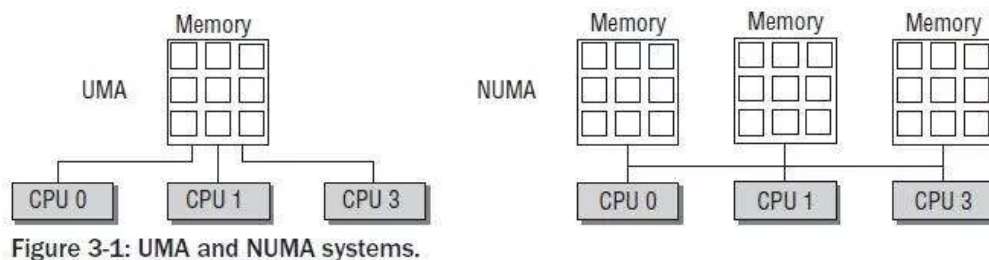 Memory
UMA
CPU 0
CPU 1
CPU 3
Memory
Memory
Memory
NUMA
CPU 0
CPU 1
CPU 3
Figure 3-1: UMA and NUMA systems.